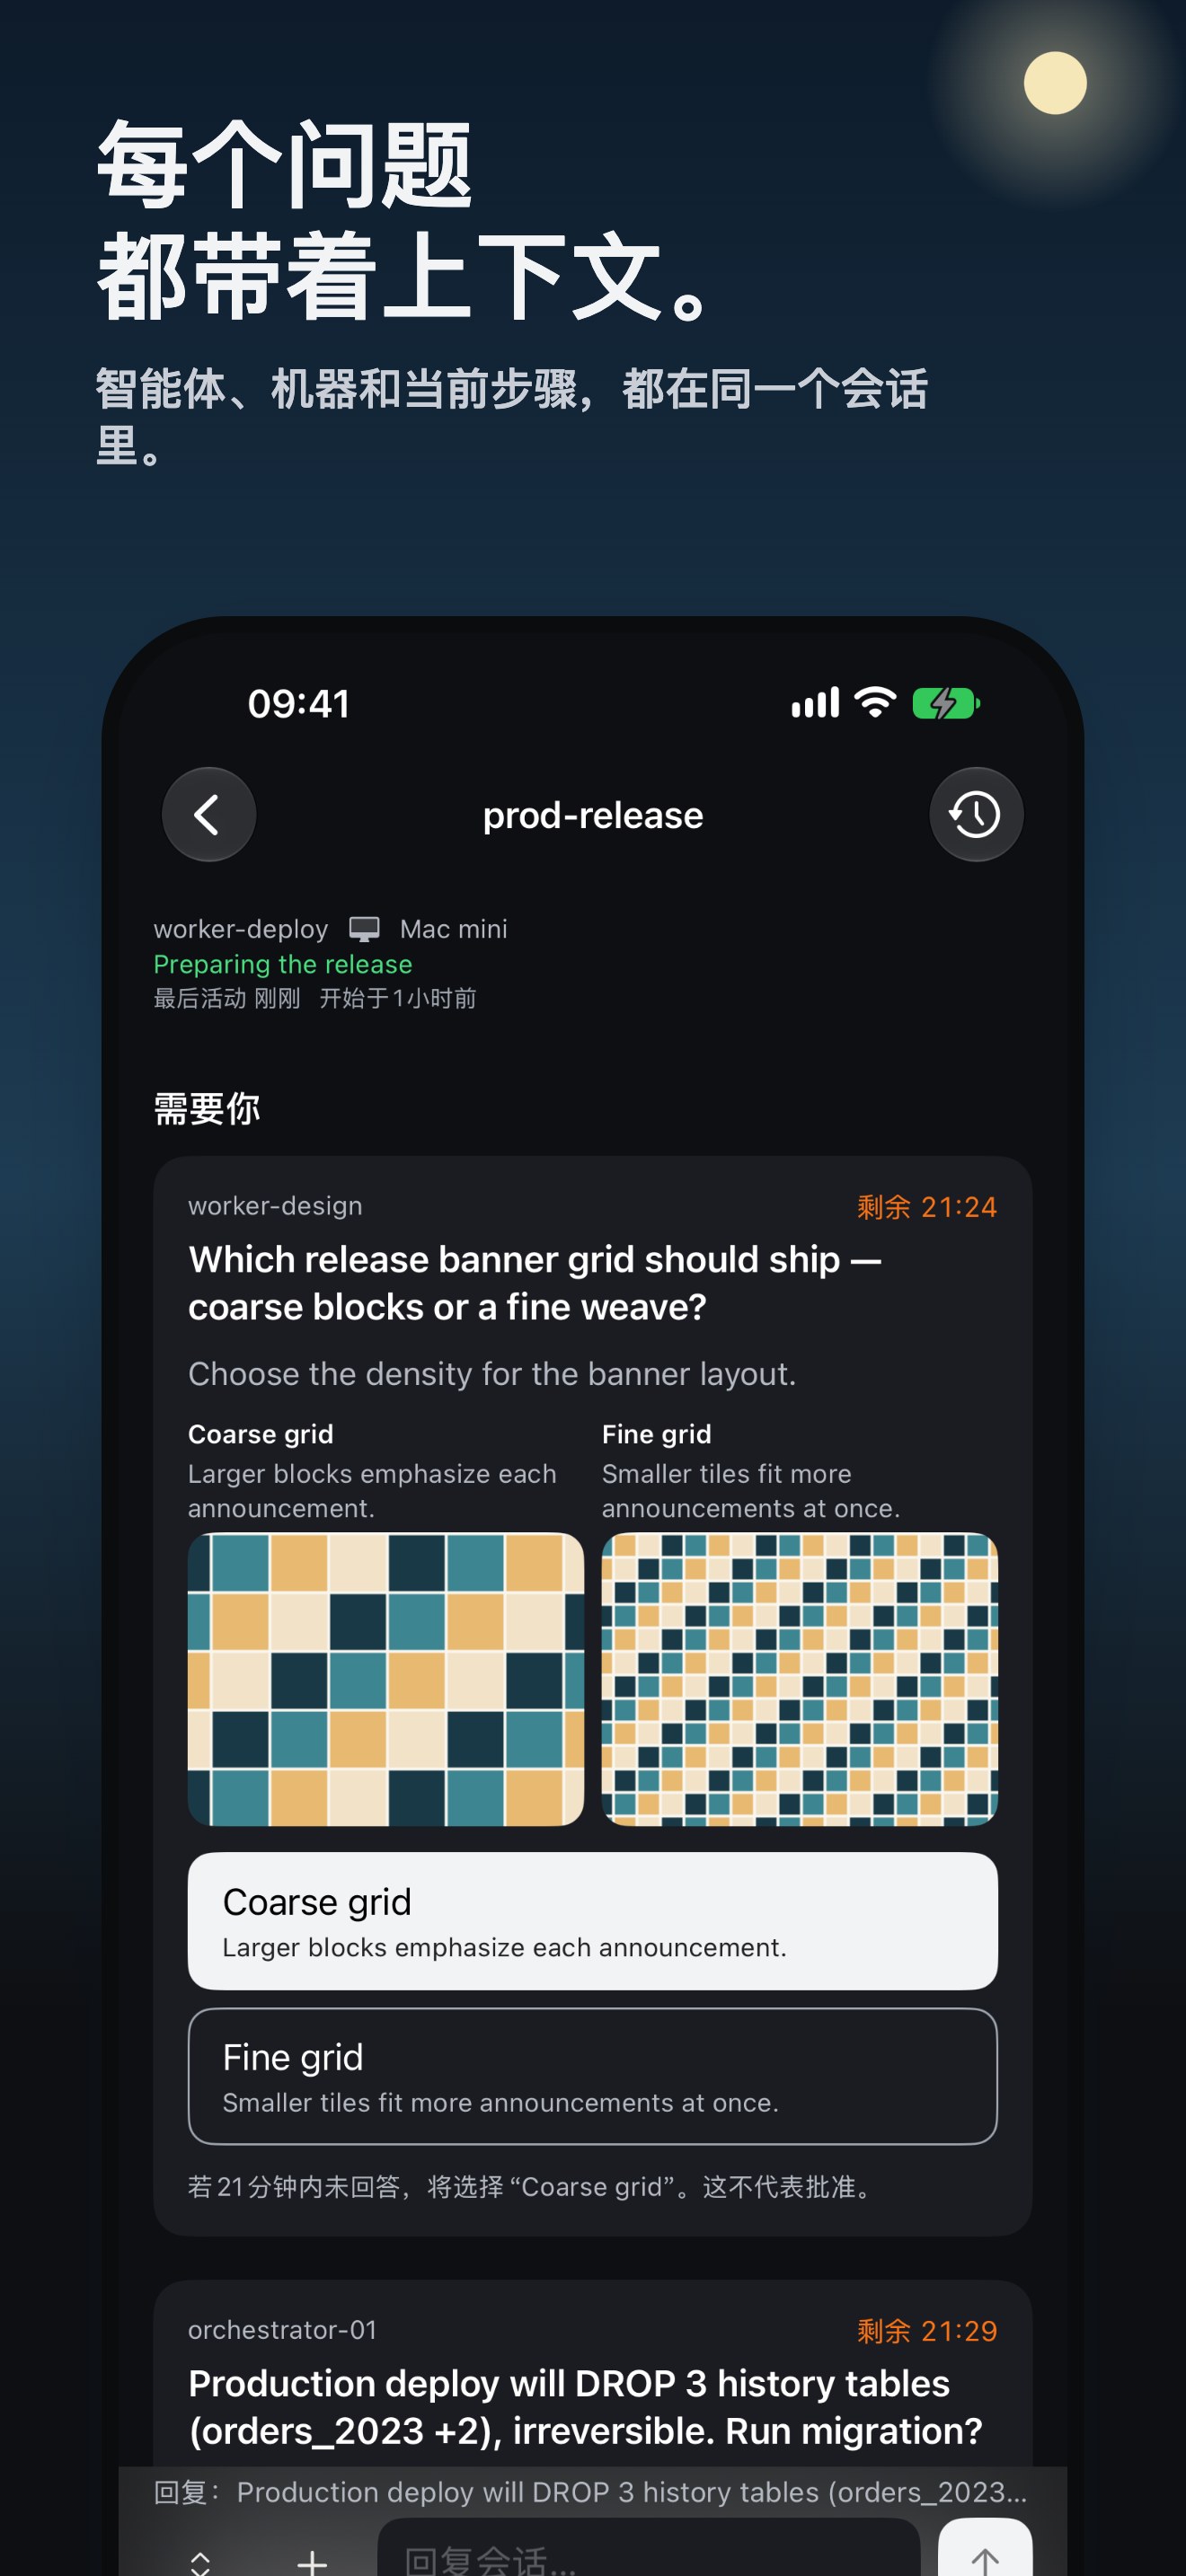 每个问题
都带着上下文。
智能体、机器和当前步骤，都在同一个会话
里。
09:41
prod-release
worker-deploy Mac mini
Preparing the release
最后活动 刚刚 开始于1小时前
需要你
worker-design 剩余 21:24
Which release banner grid should ship —
coarse blocks or a fine weave?
Choose the density for the banner layout.
Coarse grid
Larger blocks emphasize each
announcement.
Fine grid
Smaller tiles fit more
announcements at once.
Coarse grid
Larger blocks emphasize each announcement.
Fine grid
Smaller tiles fit more announcements at once.
若21分钟内未回答，将选择“Coarse grid”。这不代表批准。
orchestrator-01 剩余 21:29
Production deploy will DROP 3 history tables
(orders_2023 +2), irreversible. Run migration?
回复：Production deploy will DROP 3 history tables (orders_2023...
回复会话...